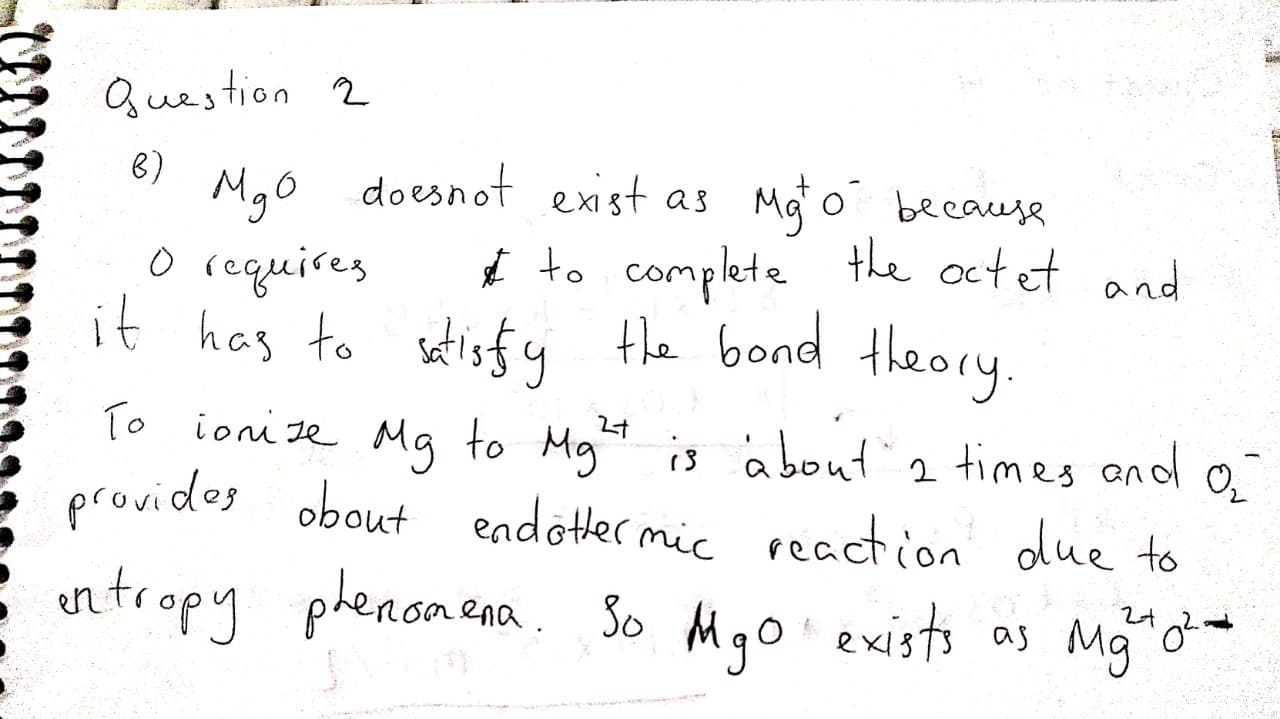 Question 2
B) MgO doesnot exist as Mg⁺O⁻ because
O requires to complete the octet and
it has to satisfy the bond theory.
To ionize Mg to Mg²⁺ is about 2 times and O₂⁻
provides about endothermic reaction due to
entropy phenomena. So MgO exists as Mg²⁺O²⁻